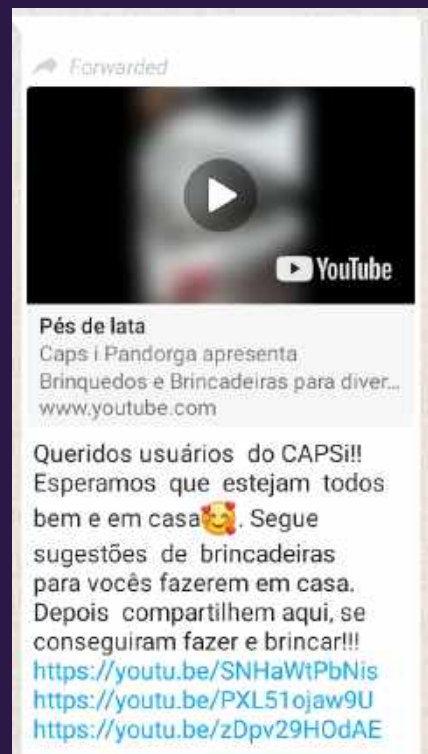 Forwarded
YouTube
Pés de lata
Caps i Pandorga apresenta
Brinquedos e Brincadeiras para diver...
www.youtube.com
Queridos usuários do CAPSi!!
Esperamos que estejam todos
bem e em casa🥰. Segue
sugestões de brincadeiras
para vocês fazerem em casa.
Depois compartilhem aqui, se
conseguiram fazer e brincar!!!
https://youtu.be/SNHaWtPbNis
https://youtu.be/PXL51ojaw9U
https://youtu.be/zDpv29HOdAE